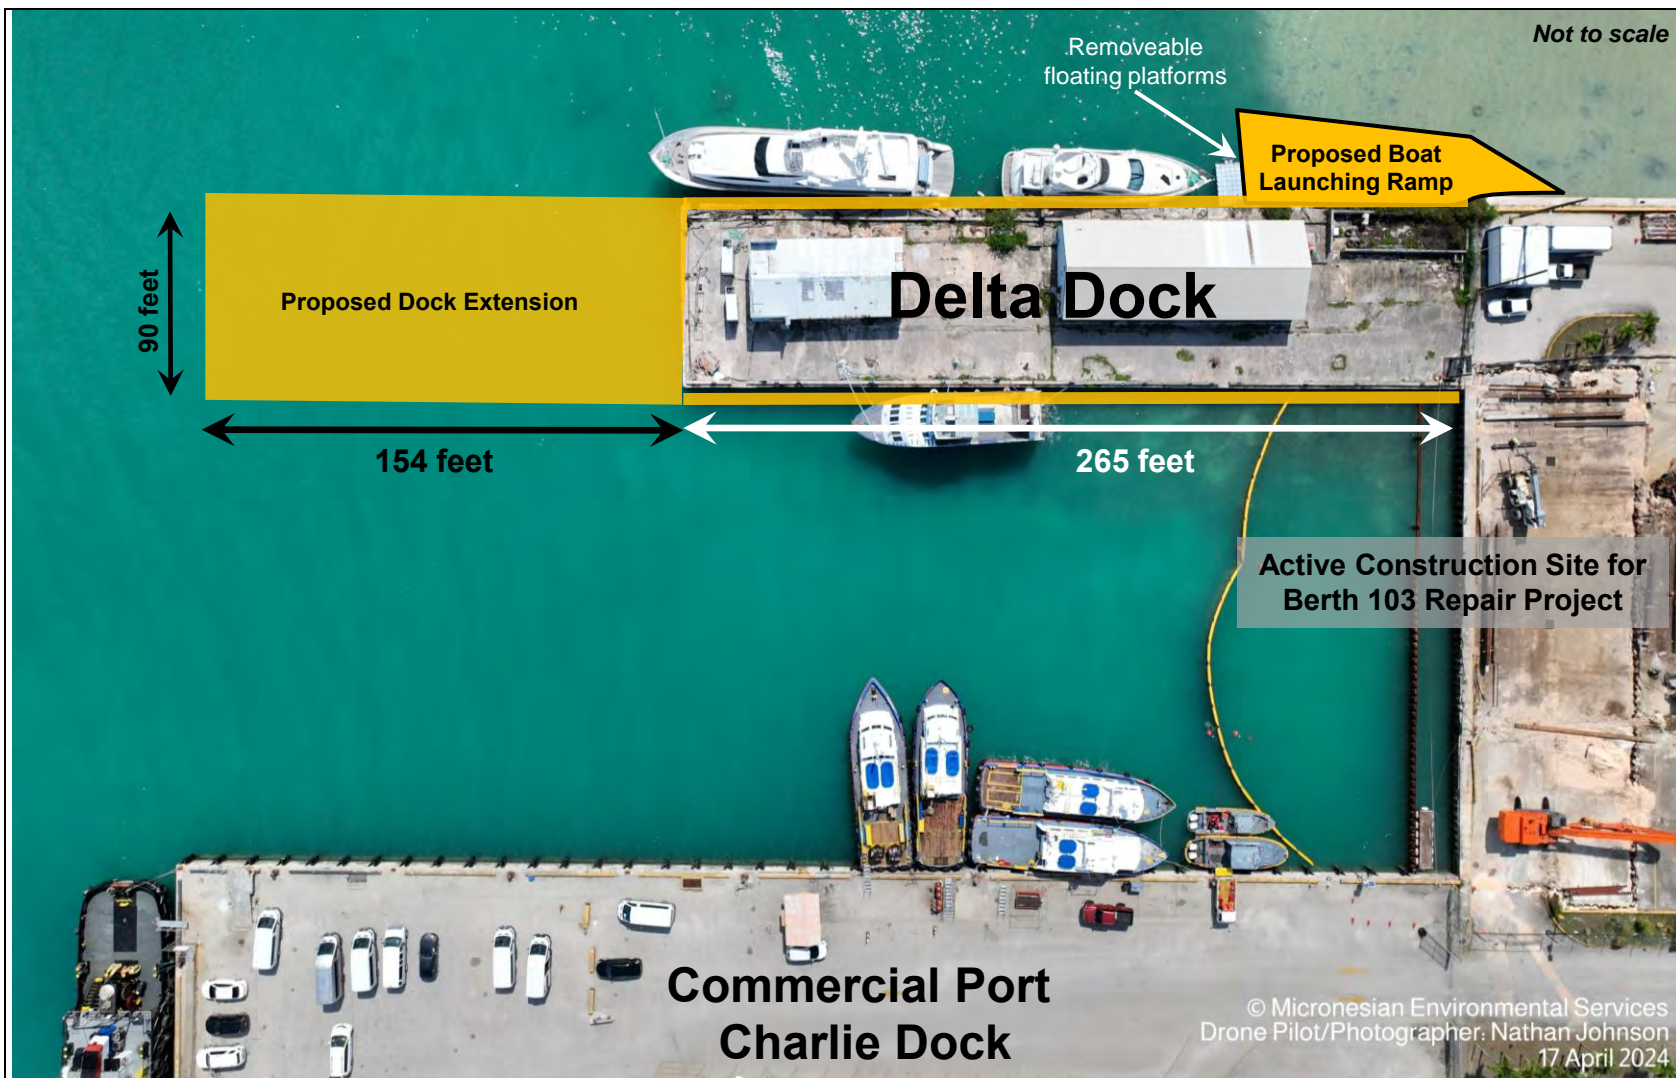 Not to scale
Removeable
floating platforms
Proposed Boat
Launching Ramp
90 feet
Proposed Dock Extension
Delta Dock
154 feet
265 feet
Active Construction Site for
Berth 103 Repair Project
Commercial Port
Charlie Dock
© Micronesian Environmental Services
Drone Pilot/Photographer: Nathan Johnson
17 April 2024